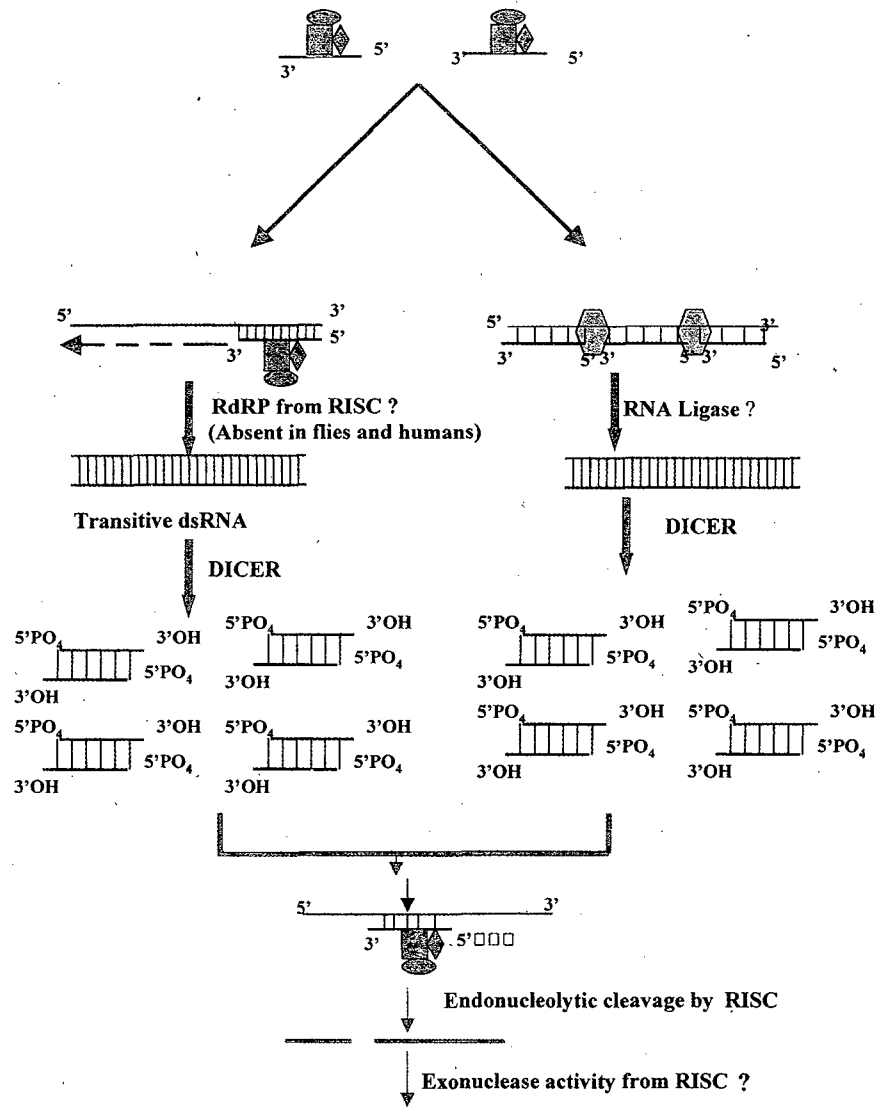 5’ 5’
3’ 3’
5’ 3’ 5’ 3’
3’ 5’ 3’ 5’3’ 5’3’ 5’
RdRP from RISC ?
(Absent in flies and humans)
RNA Ligase ?
Transitive dsRNA
DICER
DICER
5’PO4 3’OH 5’PO4 3’OH
5’PO4 3’OH 5’PO4 3’OH
3’OH 5’PO4 3’OH 5’PO4
3’OH 5’PO4 3’OH 5’PO4
5’PO4 3’OH 5’PO4 3’OH
5’PO4 3’OH 5’PO4 3’OH
3’OH 5’PO4 3’OH 5’PO4
3’OH 5’PO4 3’OH 5’PO4
5’ 3’
3’ 5’□□□
Endonucleolytic cleavage by RISC
Exonuclease activity from RISC ?